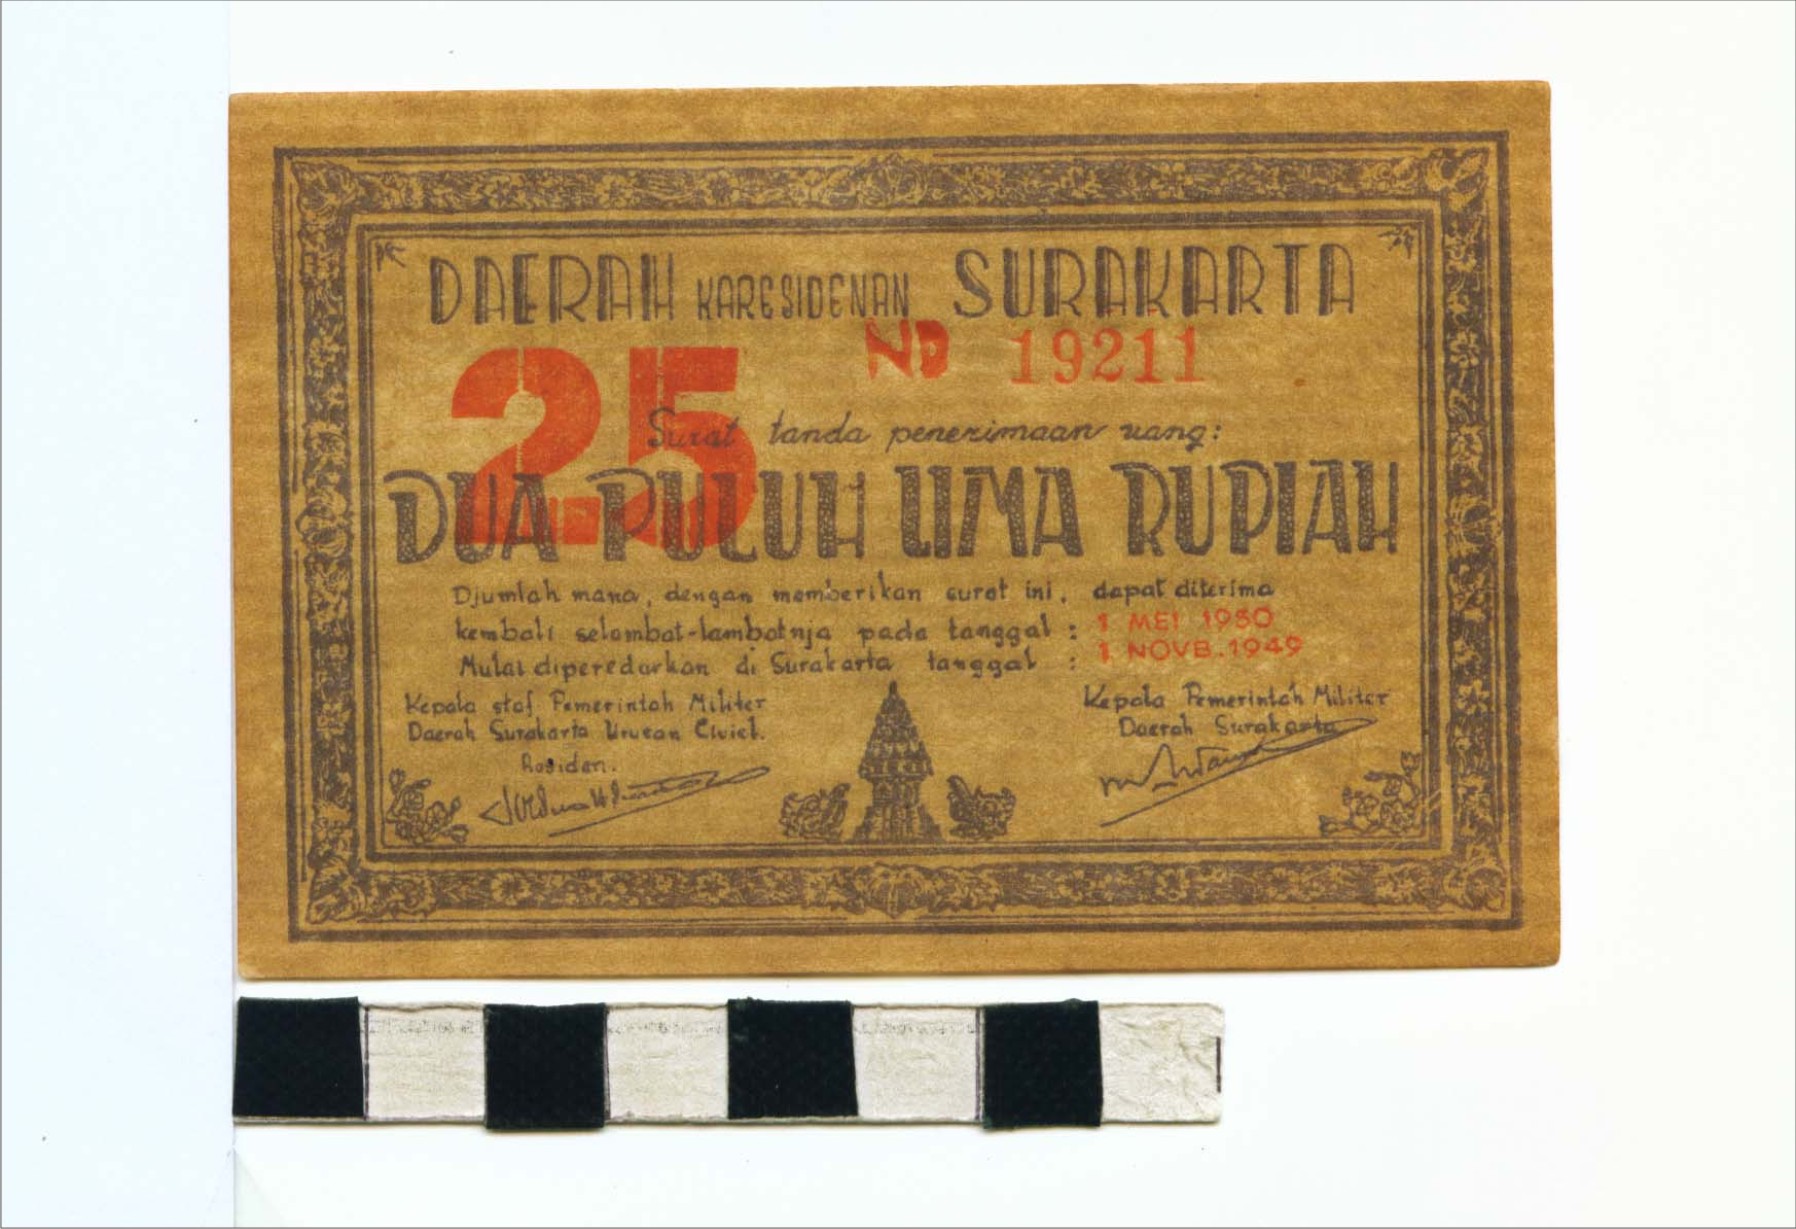 DAERAH KARESIDENAN SURAKARTA
No 19211
25
Surat tanda penerimaan uang:
DUA PULUH LIMA RUPIAH
Djumlah mana, dengan memberikan surat ini, dapat diterima
kembali selambat-lambatnja pada tanggal : 1 MEI 1950
Mulai diperedarkan di Surakarta tanggal : 1 NOVB.1949
Kepala staf Pemerintah Militer
Daerah Surakarta Urusan Civiel.
Residen.
Kepala Pemerintah Militer
Daerah Surakarta